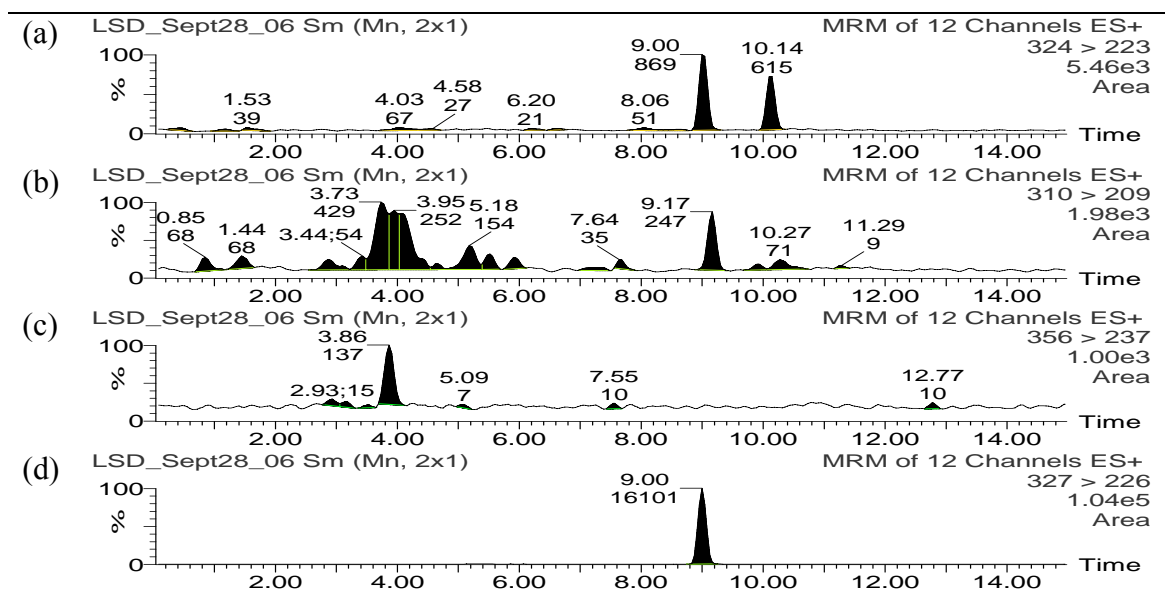 (a) LSD_Sept28_06 Sm (Mn, 2x1) MRM of 12 Channels ES+
324 > 223
5.46e3
Area
100
%
0
1.53
39
4.03
67
4.58
27
6.20
21
8.06
51
9.00
869
10.14
615
Time
2.00 4.00 6.00 8.00 10.00 12.00 14.00
(b) LSD_Sept28_06 Sm (Mn, 2x1) MRM of 12 Channels ES+
310 > 209
1.98e3
Area
100
%
0
0.85
68
1.44
68
3.44;54
3.73
429
3.95
252
5.18
154
7.64
35
9.17
247
10.27
71
11.29
9
Time
2.00 4.00 6.00 8.00 10.00 12.00 14.00
(c) LSD_Sept28_06 Sm (Mn, 2x1) MRM of 12 Channels ES+
356 > 237
1.00e3
Area
100
%
0
2.93;15
3.86
137
5.09
7
7.55
10
12.77
10
Time
2.00 4.00 6.00 8.00 10.00 12.00 14.00
(d) LSD_Sept28_06 Sm (Mn, 2x1) MRM of 12 Channels ES+
327 > 226
1.04e5
Area
100
%
0
9.00
16101
Time
2.00 4.00 6.00 8.00 10.00 12.00 14.00